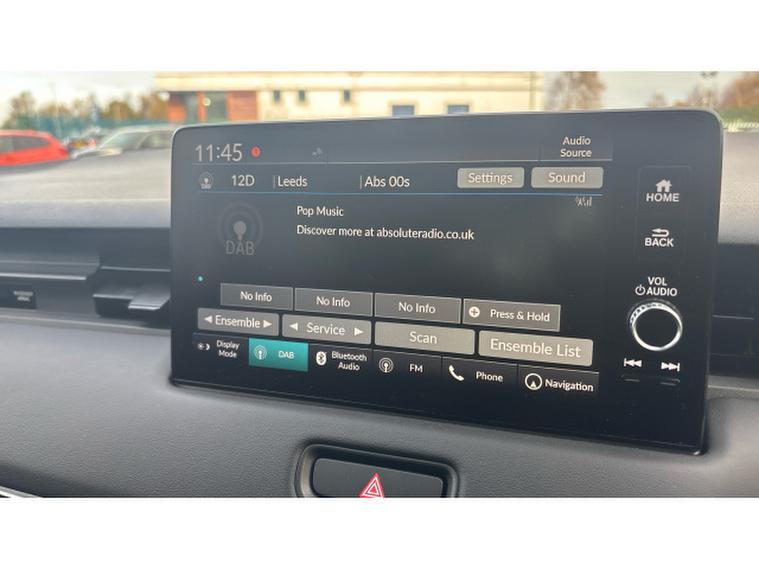 11:45
Audio
Source
12D Leeds Abs 00s Settings Sound
DAB
Pop Music
Discover more at absoluteradio.co.uk
No Info No Info No Info Press & Hold
Ensemble Service Scan Ensemble List
Display
Mode
DAB
Bluetooth
Audio
FM
Phone
Navigation
HOME
BACK
VOL
AUDIO